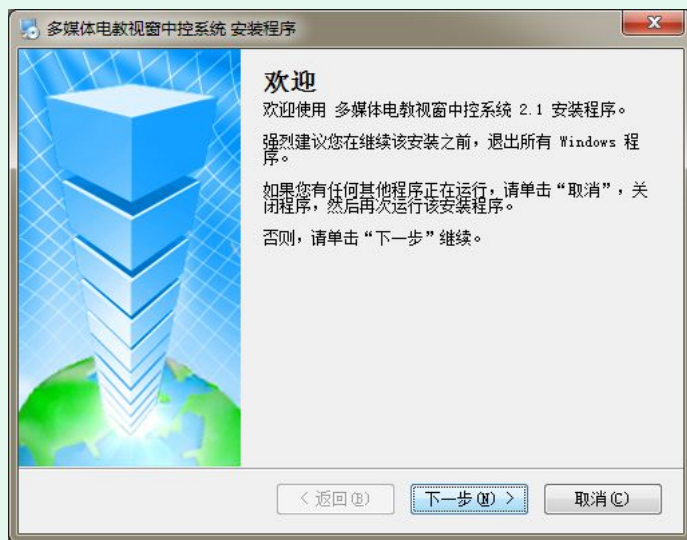 多媒体电教视窗中控系统 安装程序
欢迎
欢迎使用 多媒体电教视窗中控系统 2.1 安装程序。
强烈建议您在继续该安装之前，退出所有 Windows 程
序。
如果您有任何其他程序正在运行，请单击“取消”，关
闭程序，然后再次运行该安装程序。
否则，请单击“下一步”继续。
< 返回(B)
下一步(N) >
取消(C)